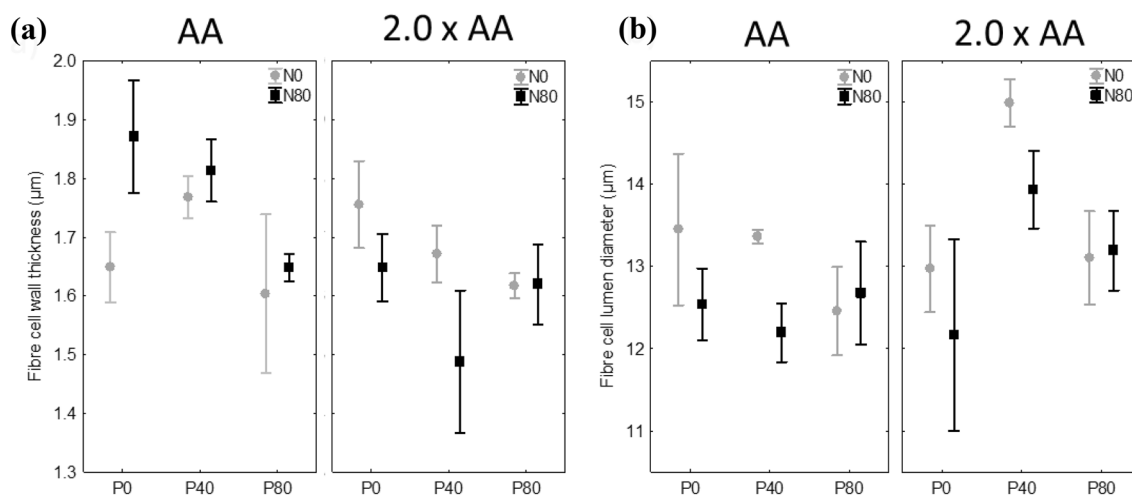 (a)
AA
2.0 x AA
Fibre cell wall thickness (µm)
2.0
1.9
1.8
1.7
1.6
1.5
1.4
1.3
N0
N80
N0
N80
P0
P40
P80
P0
P40
P80
(b)
AA
2.0 x AA
Fibre cell lumen diameter (µm)
15
14
13
12
11
N0
N80
N0
N80
P0
P40
P80
P0
P40
P80